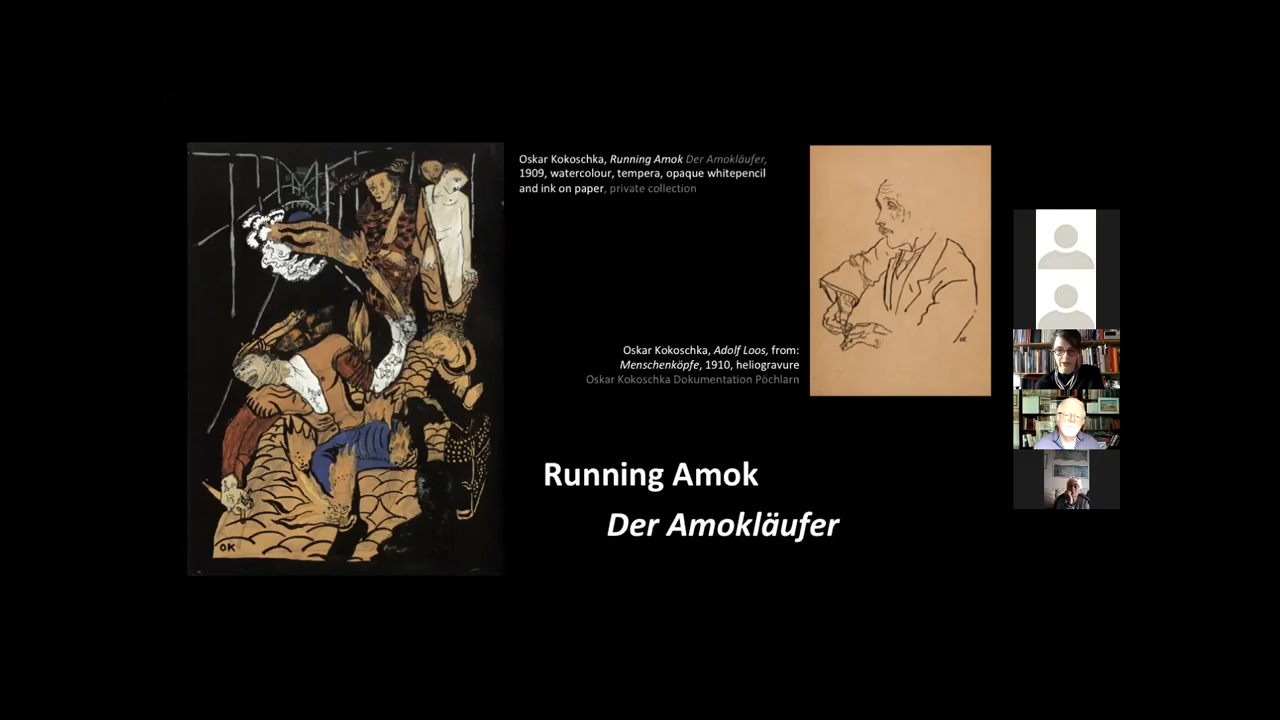 Oskar Kokoschka, Running Amok Der Amokläufer,
1909, watercolour, tempera, opaque whitepencil
and ink on paper, private collection
Oskar Kokoschka, Adolf Loos, from:
Menschenköpfe, 1910, heliogravure
Oskar Kokoschka Dokumentation Pöchlarn
Running Amok
Der Amokläufer
OK
OK